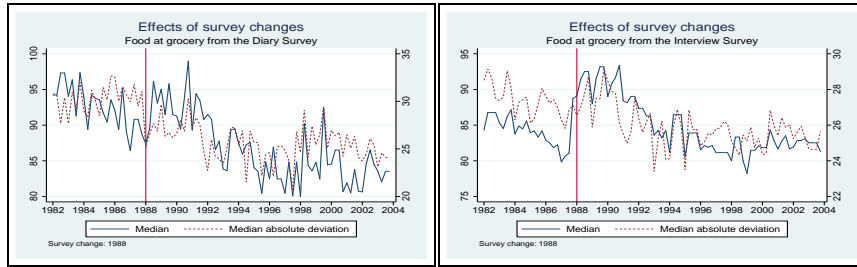 Effects of survey changes
Food at grocery from the Diary Survey
100
95
90
85
80
35
30
25
20
1982 1984 1986 1988 1990 1992 1994 1996 1998 2000 2002 2004
Median Median absolute deviation
Survey change: 1988
Effects of survey changes
Food at grocery from the Interview Survey
95
90
85
80
75
30
28
26
24
22
1982 1984 1986 1988 1990 1992 1994 1996 1998 2000 2002 2004
Median Median absolute deviation
Survey change: 1988